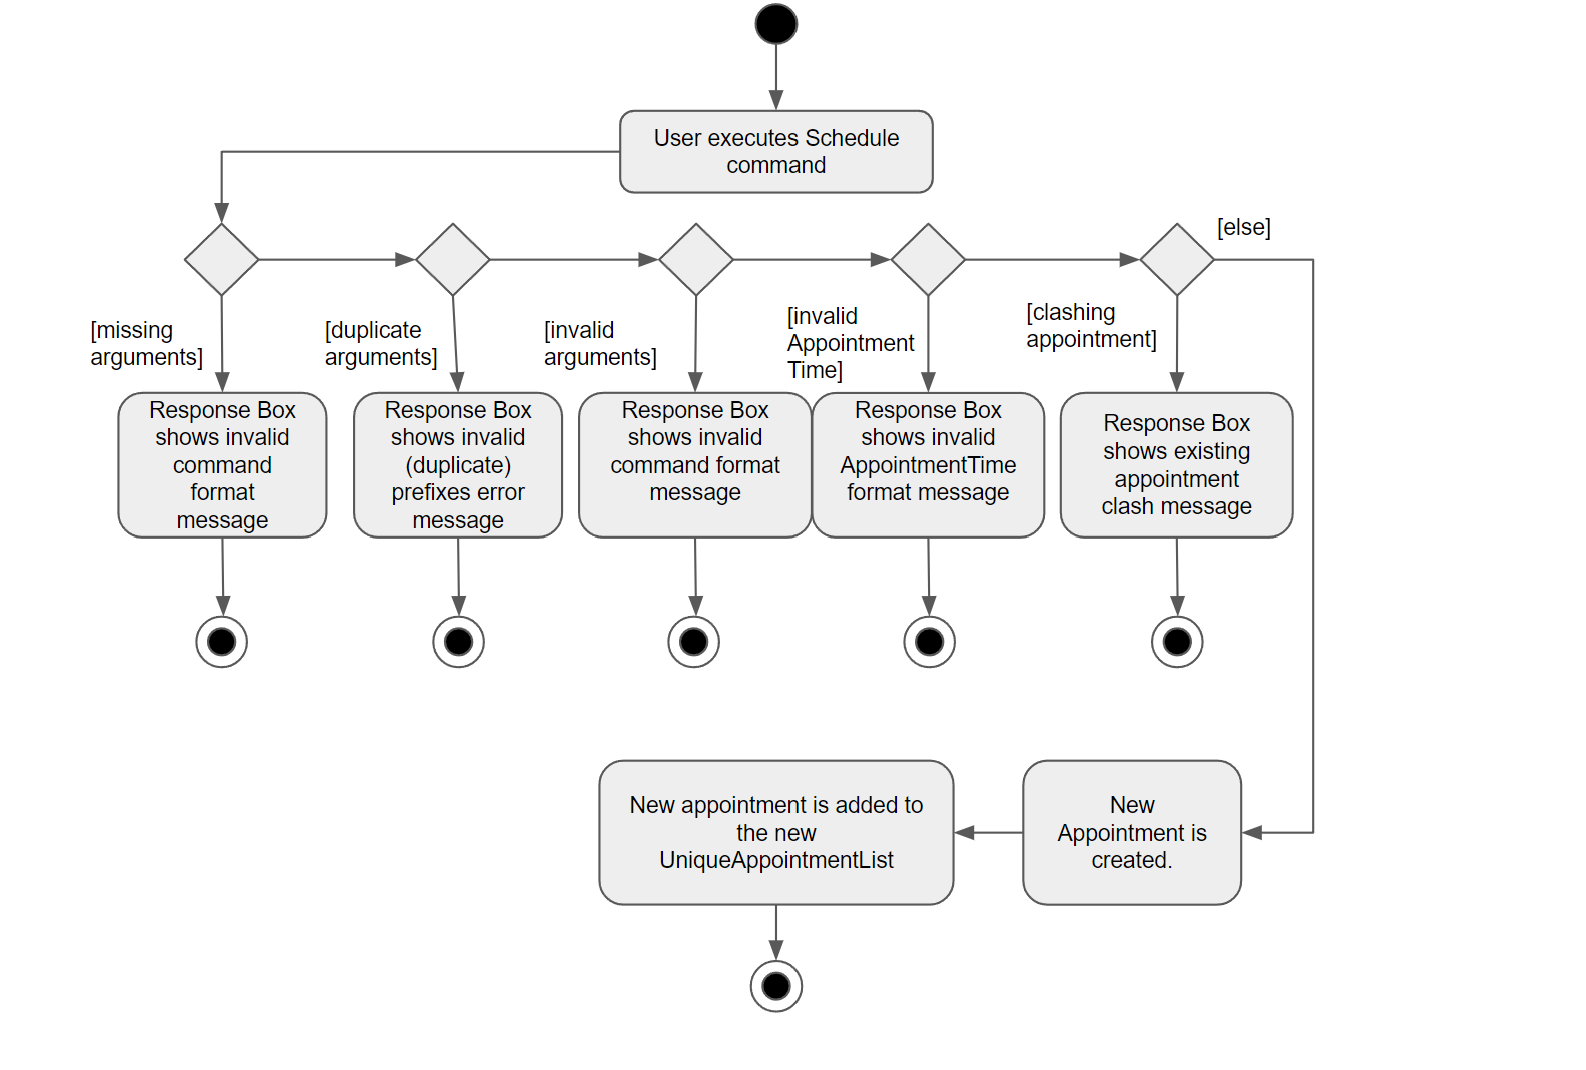 User executes Schedule
command
[else]
[missing
arguments]
[duplicate
arguments]
[invalid
arguments]
[invalid
Appointment
Time]
[clashing
appointment]
Response Box
shows invalid
command
format
message
Response Box
shows invalid
(duplicate)
prefixes error
message
Response Box
shows invalid
command format
message
Response Box
shows invalid
AppointmentTime
format message
Response Box
shows existing
appointment
clash message
New appointment is added to
the new
UniqueAppointmentList
New
Appointment is
created.